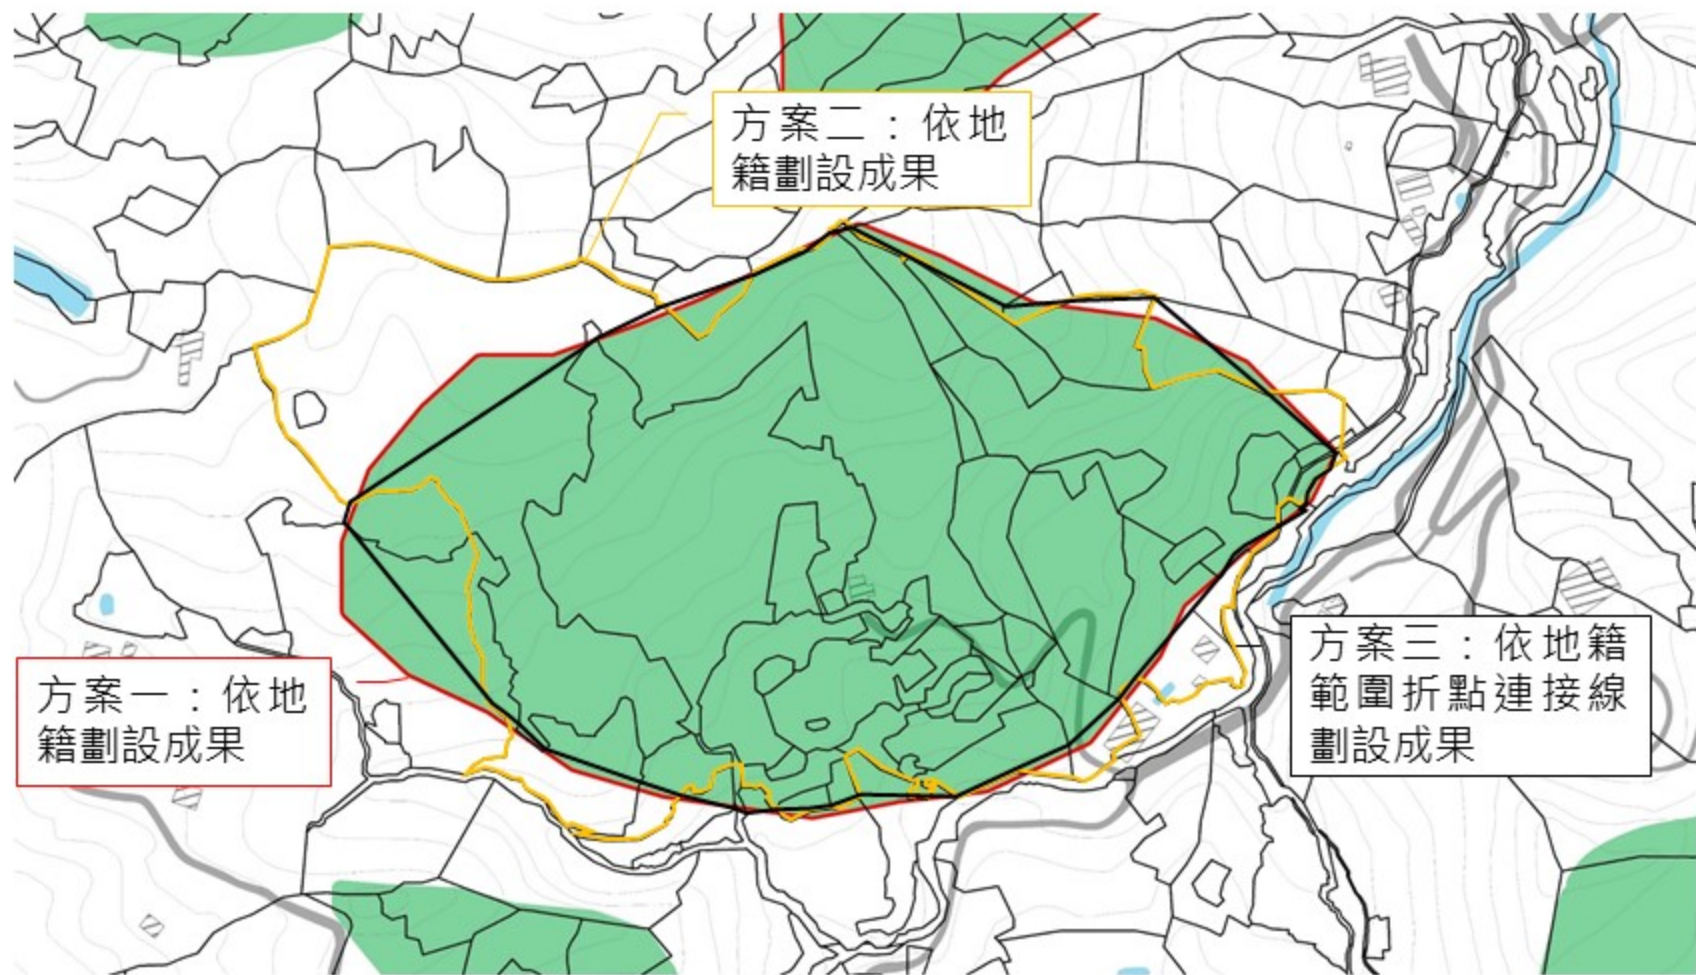 方案二：依地
籍劃設成果
方案一：依地
籍劃設成果
方案三：依地籍
範圍折點連接線
劃設成果